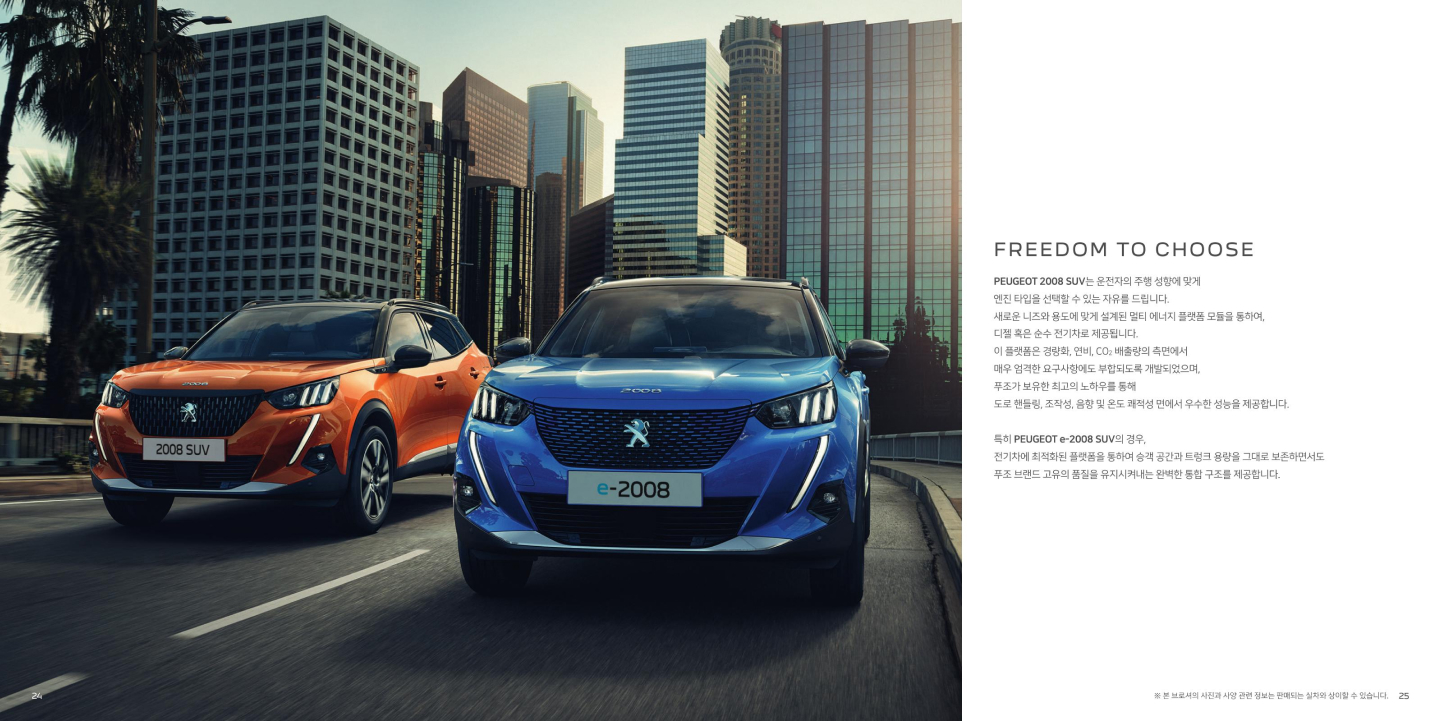 FREEDOM TO CHOOSE
PEUGEOT 2008 SUV는 운전자의 주행 성향에 맞게
엔진 타입을 선택할 수 있는 자유를 드립니다.
새로운 니즈와 용도에 맞게 설계된 멀티 에너지 플랫폼 모듈을 통하여,
디젤 혹은 순수 전기차로 제공됩니다.
이 플랫폼은 경량화, 연비, CO₂ 배출량의 측면에서
매우 엄격한 요구사항에도 부합되도록 개발되었으며,
푸조가 보유한 최고의 노하우를 통해
도로 핸들링, 조작성, 음향 및 온도 쾌적성 면에서 우수한 성능을 제공합니다.
특히 PEUGEOT e-2008 SUV의 경우,
전기차에 최적화된 플랫폼을 통하여 승객 공간과 트렁크 용량을 그대로 보존하면서도
푸조 브랜드 고유의 품질을 유지시켜내는 완벽한 통합 구조를 제공합니다.
2008
2008 SUV
2008
e-2008
24
※ 본 브로셔의 사진과 사양 관련 정보는 판매되는 실차와 상이할 수 있습니다. 25